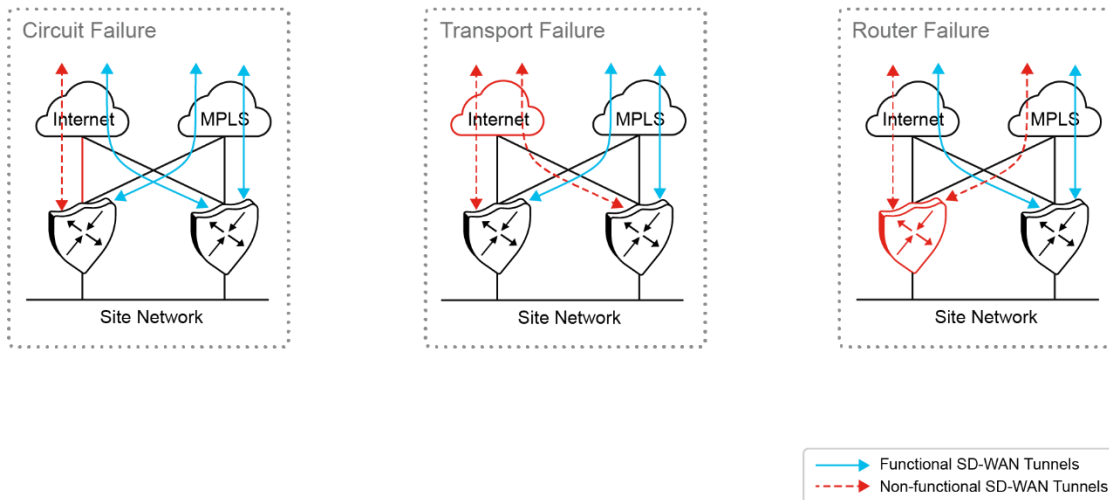 Circuit Failure
Internet
MPLS
Site Network
Transport Failure
Internet
MPLS
Site Network
Router Failure
Internet
MPLS
Site Network
Functional SD-WAN Tunnels
Non-functional SD-WAN Tunnels